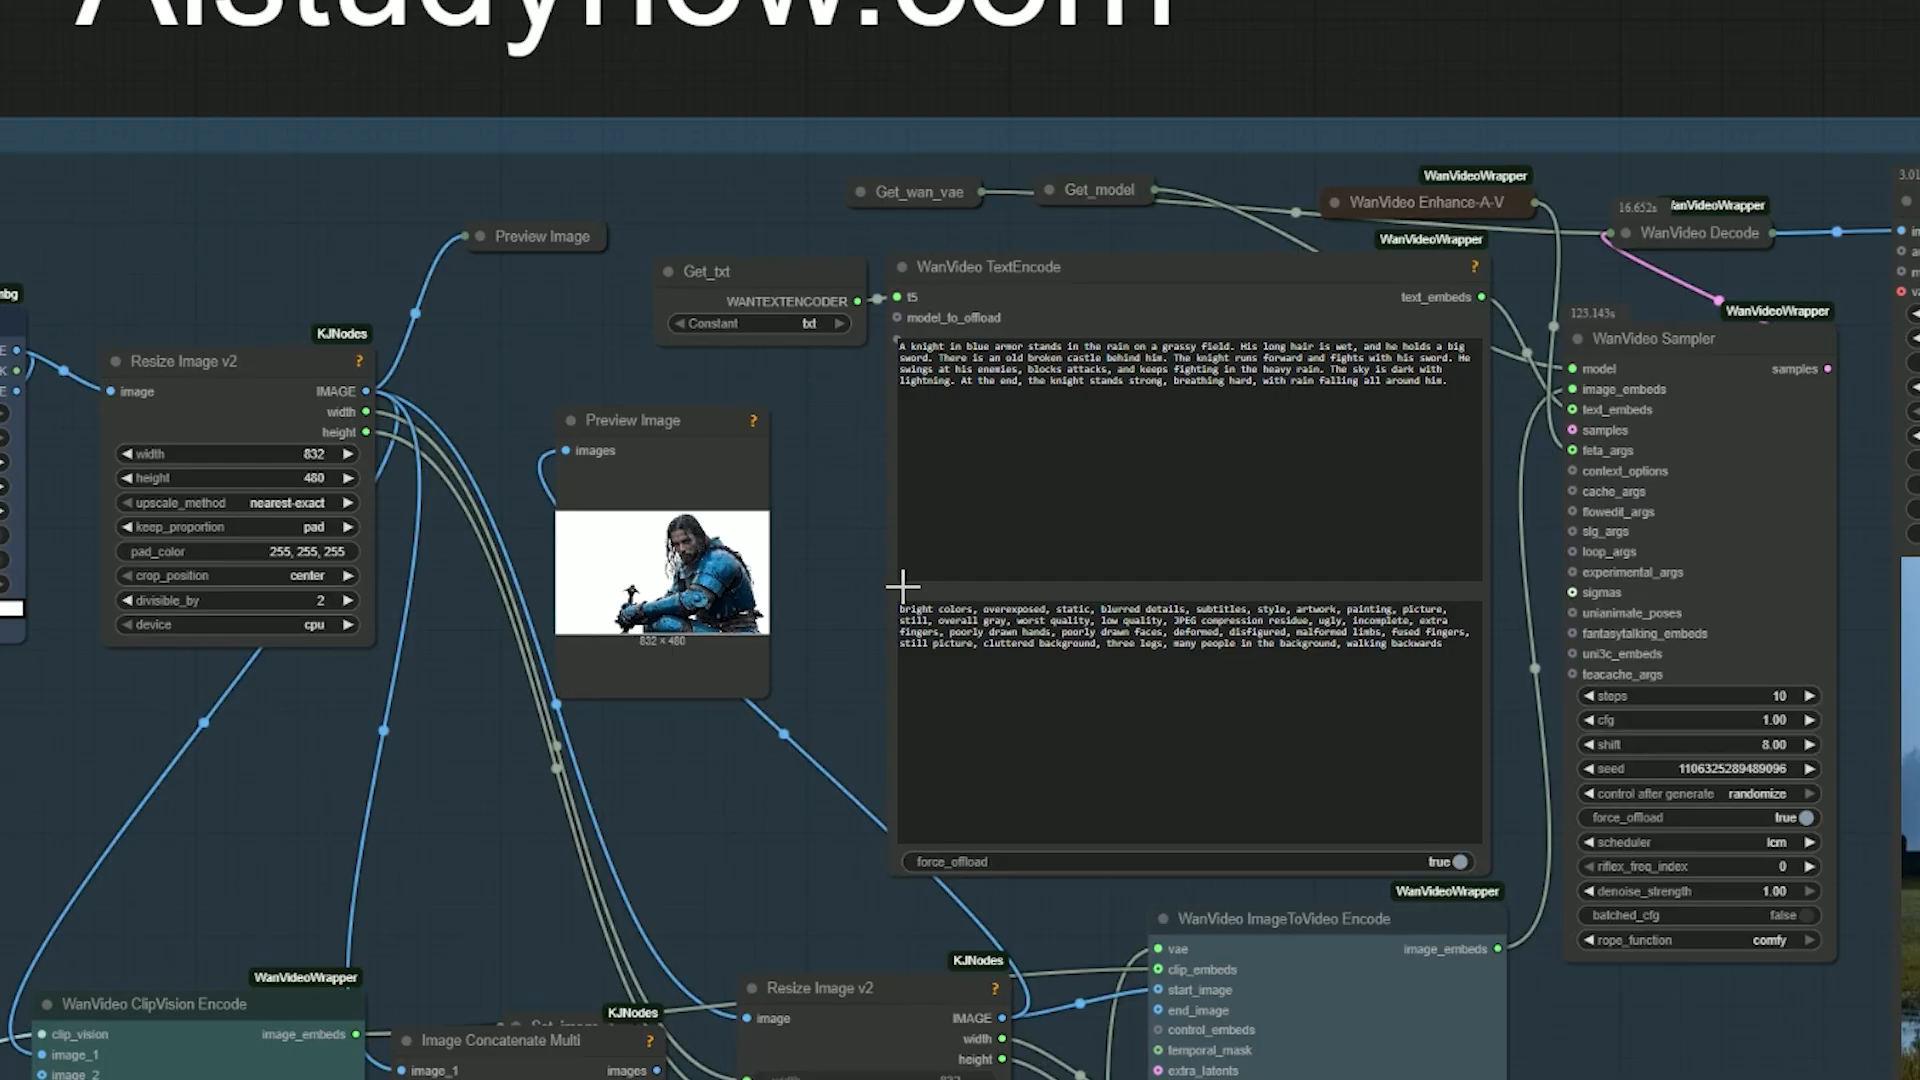 Aistudynow.com
WanVideoWrapper
Get_wan_vae
Get_model
WanVideo Enhance-A-V
16.652s
WanVideo Decode
3.01
Preview Image
WanVideoWrapper
Get_txt
WANTEXTENCODER
Constant txt
WanVideo TextEncode ?
t5
text_embeds
model_to_offload
A knight in blue armor stands in the rain on a grassy field. His long hair is wet, and he holds a big
sword. There is an old broken castle behind him. The knight runs forward and fights with his sword. He
swings at his enemies, blocks attacks, and keeps fighting in the heavy rain. The sky is dark with
lightning. At the end, the knight stands strong, breathing hard, with rain falling all around him.
bright colors, overexposed, static, blurred details, subtitles, style, artwork, painting, picture,
still, overall gray, worst quality, low quality, JPEG compression residue, ugly, incomplete, extra
fingers, poorly drawn hands, poorly drawn faces, deformed, disfigured, malformed limbs, fused fingers,
still picture, cluttered background, three legs, many people in the background, walking backwards
force_offload true
KJNodes
Resize Image v2 ?
image
IMAGE
width
height
width 832
height 480
upscale_method nearest-exact
keep_proportion pad
pad_color 255, 255, 255
crop_position center
divisible_by 2
device cpu
Preview Image ?
images
832 × 480
123.143s
WanVideoWrapper
WanVideo Sampler
model
samples
image_embeds
text_embeds
samples
feta_args
context_options
cache_args
flowedit_args
slg_args
loop_args
experimental_args
sigmas
unianimate_poses
fantasytalking_embeds
uni3c_embeds
teacache_args
steps 10
cfg 1.00
shift 8.00
seed 1106325289489096
control after generate randomize
force_offload true
scheduler lcm
riflex_freq_index 0
denoise_strength 1.00
batched_cfg false
rope_function comfy
WanVideoWrapper
WanVideo ImageToVideo Encode
vae
image_embeds
clip_embeds
start_image
end_image
control_embeds
temporal_mask
extra_latents
KJNodes
Resize Image v2 ?
image
IMAGE
width
height
WanVideoWrapper
WanVideo ClipVision Encode
clip_vision
image_embeds
image_1
image_2
KJNodes
Image Concatenate Multi ?
image_1
images